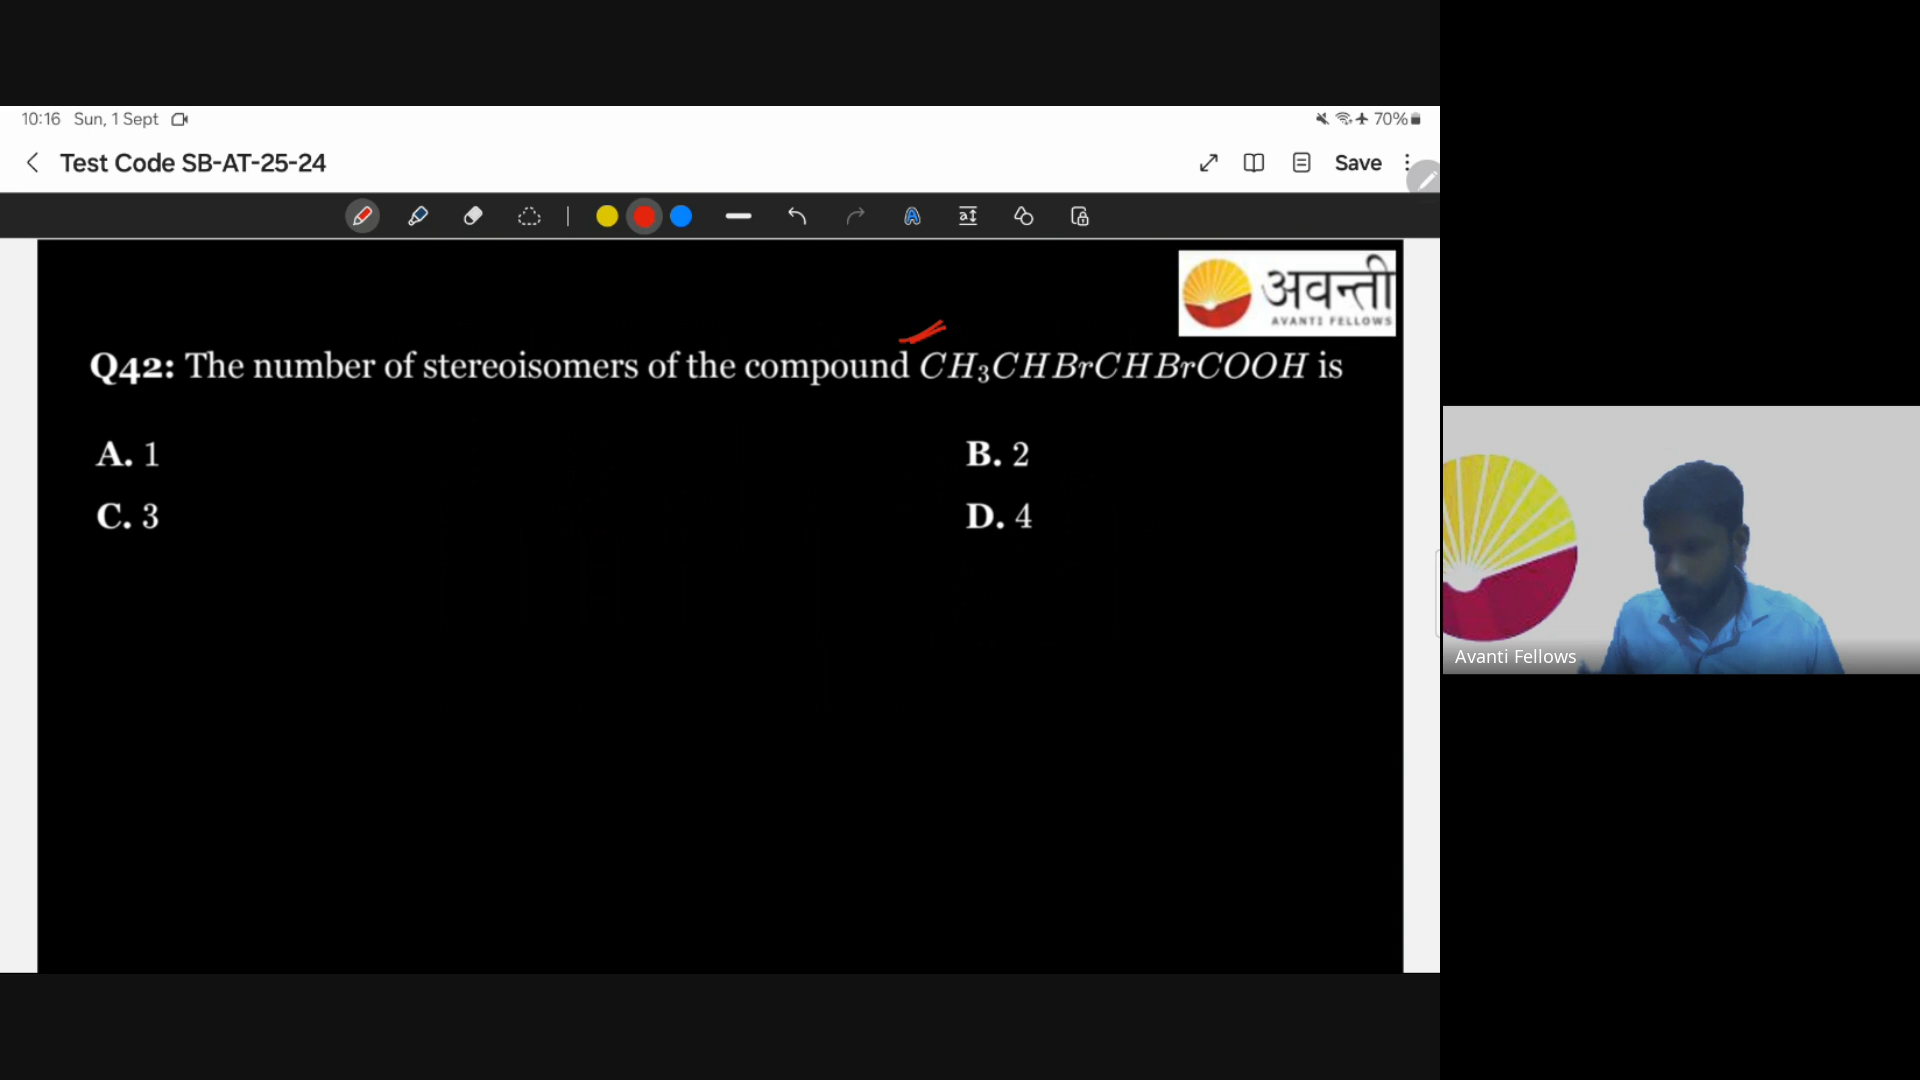 10:16 Sun, 1 Sept
70%
Test Code SB-AT-25-24
Save
अवन्ती
AVANTI FELLOWS
Q42: The number of stereoisomers of the compound CH₃CHBrCHBrCOOH is
A. 1
B. 2
C. 3
D. 4
Avanti Fellows